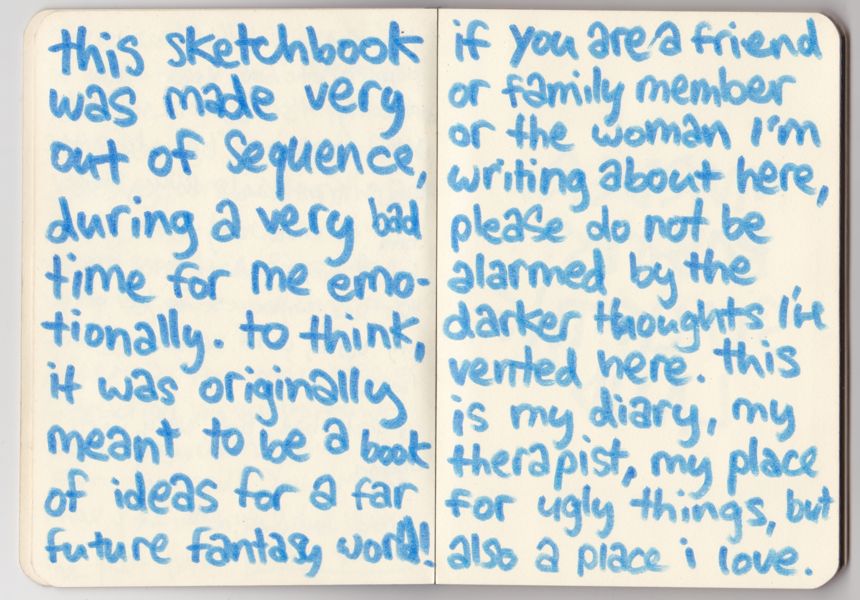 this sketchbook
was made very
out of sequence,
during a very bad
time for me emo-
tionally. to think,
it was originally
meant to be a book
of ideas for a far
future fantasy world!
if you are a friend
or family member
or the woman I'm
writing about here,
please do not be
alarmed by the
darker thoughts I've
vented here. this
is my diary, my
therapist, my place
for ugly things, but
also a place i love.